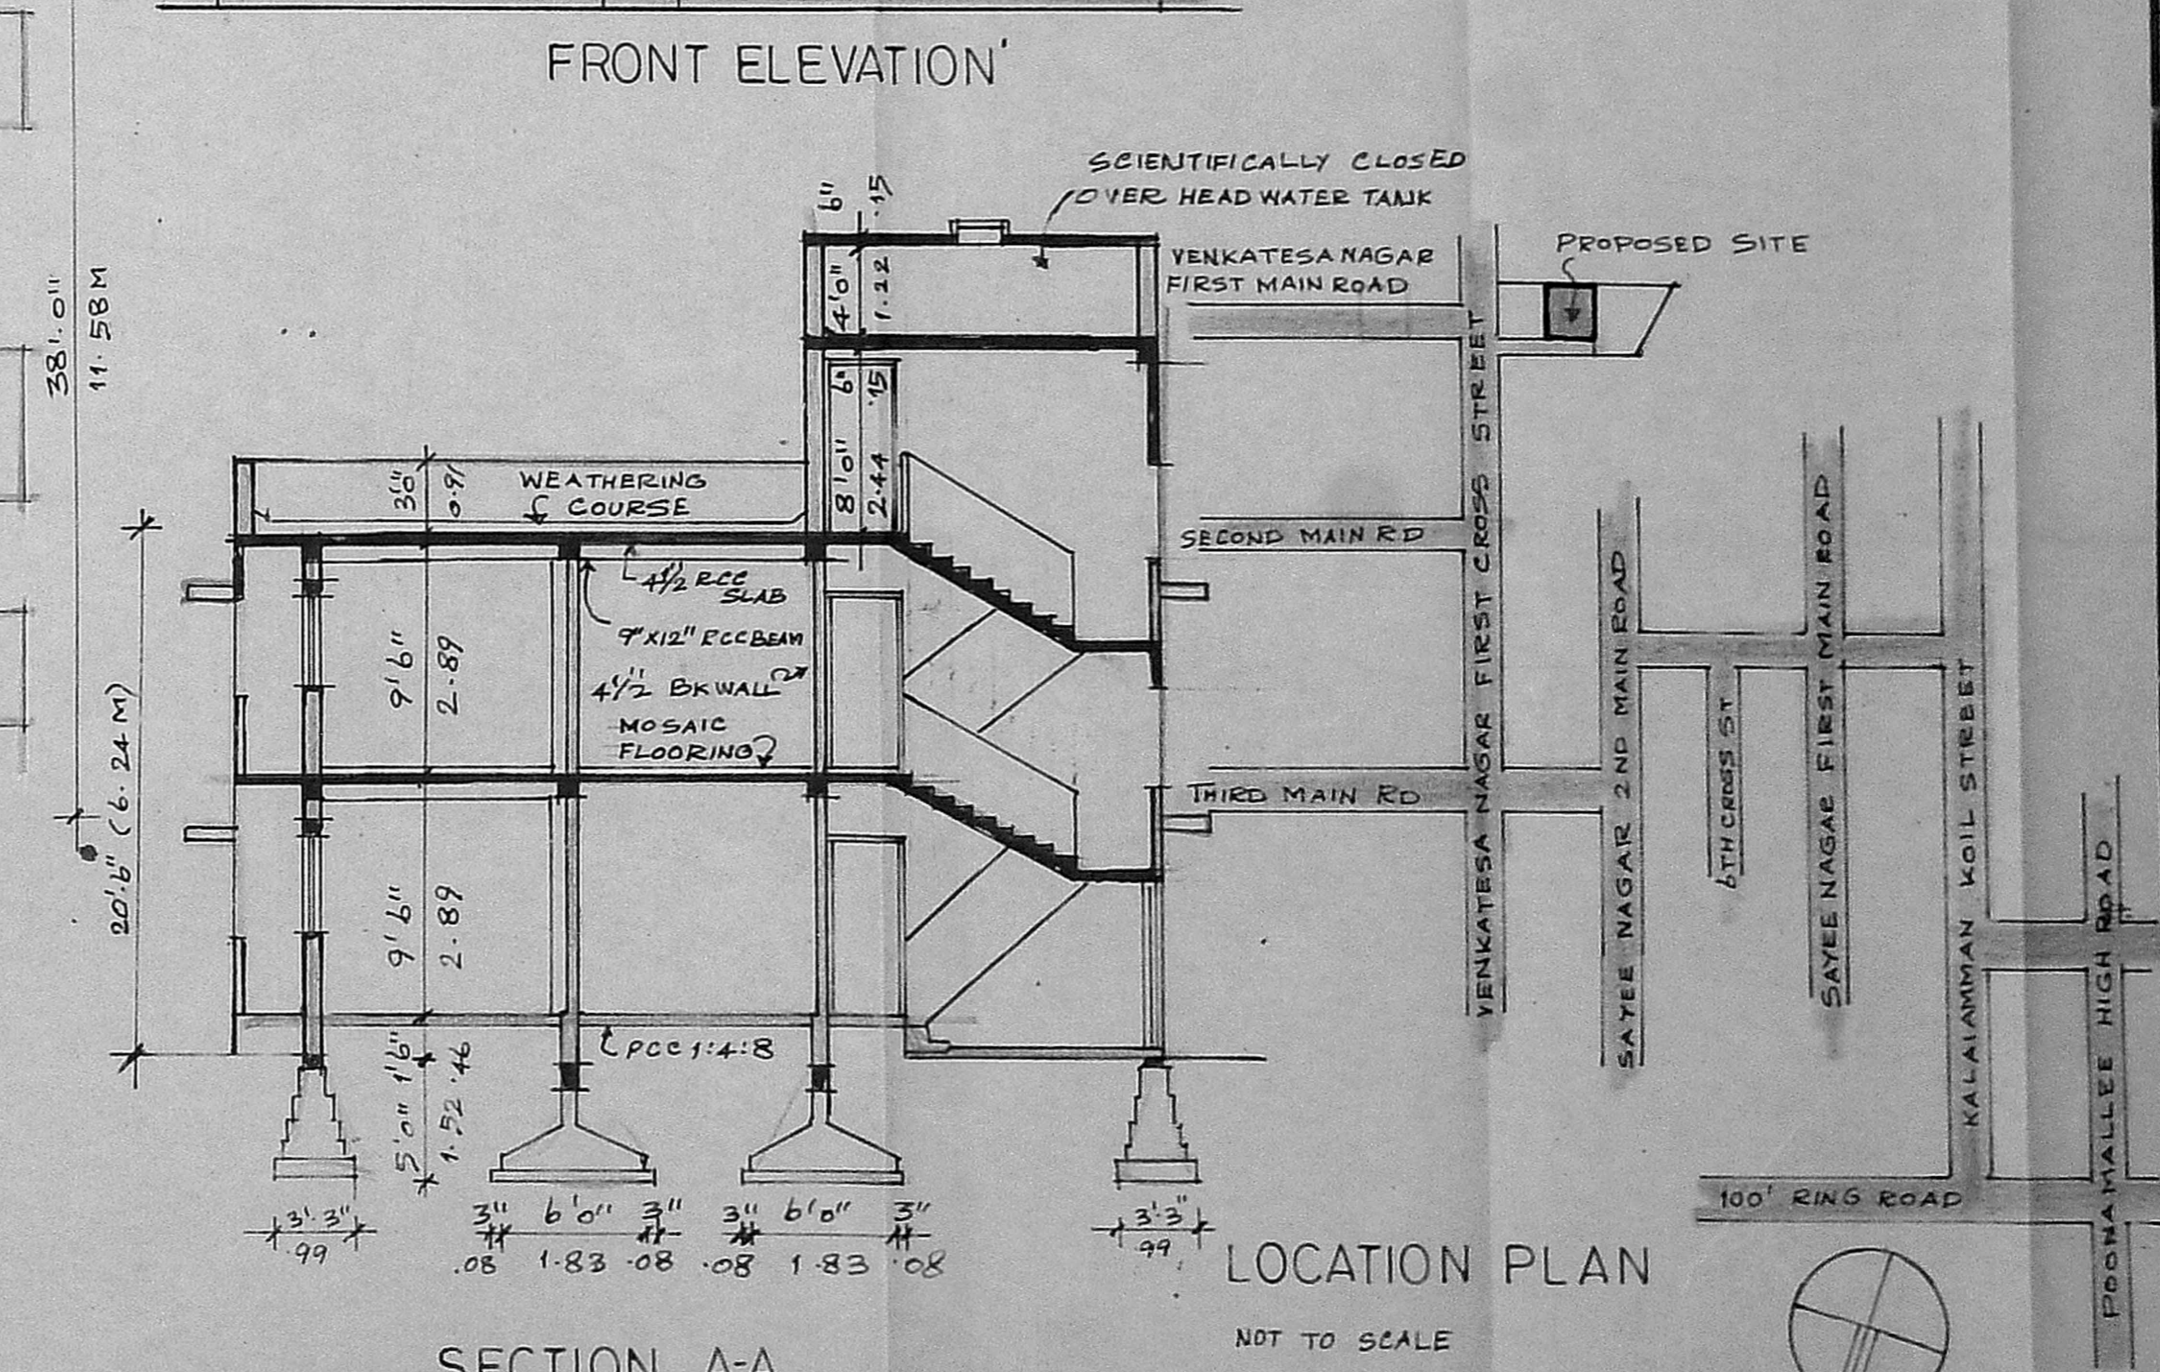 FRONT ELEVATION
38'.0"
11.58M
SCIENTIFICALLY CLOSED
OVER HEAD WATER TANK
6"
.15
4'0"
1.22
6"
.15
8'0"
2.44
WEATHERING
COURSE
3'0"
0.91
4½ RCC
SLAB
9"X12" RCC BEAM
4½" BKWALL
MOSAIC
FLOORING
9'6"
2.89
20'.6" (6.24 M)
9'6"
2.89
PCC 1:4:8
1'6"
.46
5'0"
1.52
3'.3" 3" 6'0" 3" 3" 6'0" 3" 3'.3"
.99 .08 1.83 .08 .08 1.83 .08 .99
SECTION A-A
VENKATESA NAGAR
FIRST MAIN ROAD
PROPOSED SITE
SECOND MAIN RD
THIRD MAIN RD
VENKATESA NAGAR FIRST CROSS STREET
SAYEE NAGAR 2ND MAIN ROAD
6TH CROSS ST
SAYEE NAGAR FIRST MAIN ROAD
KALAIAMMAN KOIL STREET
POONAMALLEE HIGH ROAD
100' RING ROAD
LOCATION PLAN
NOT TO SCALE